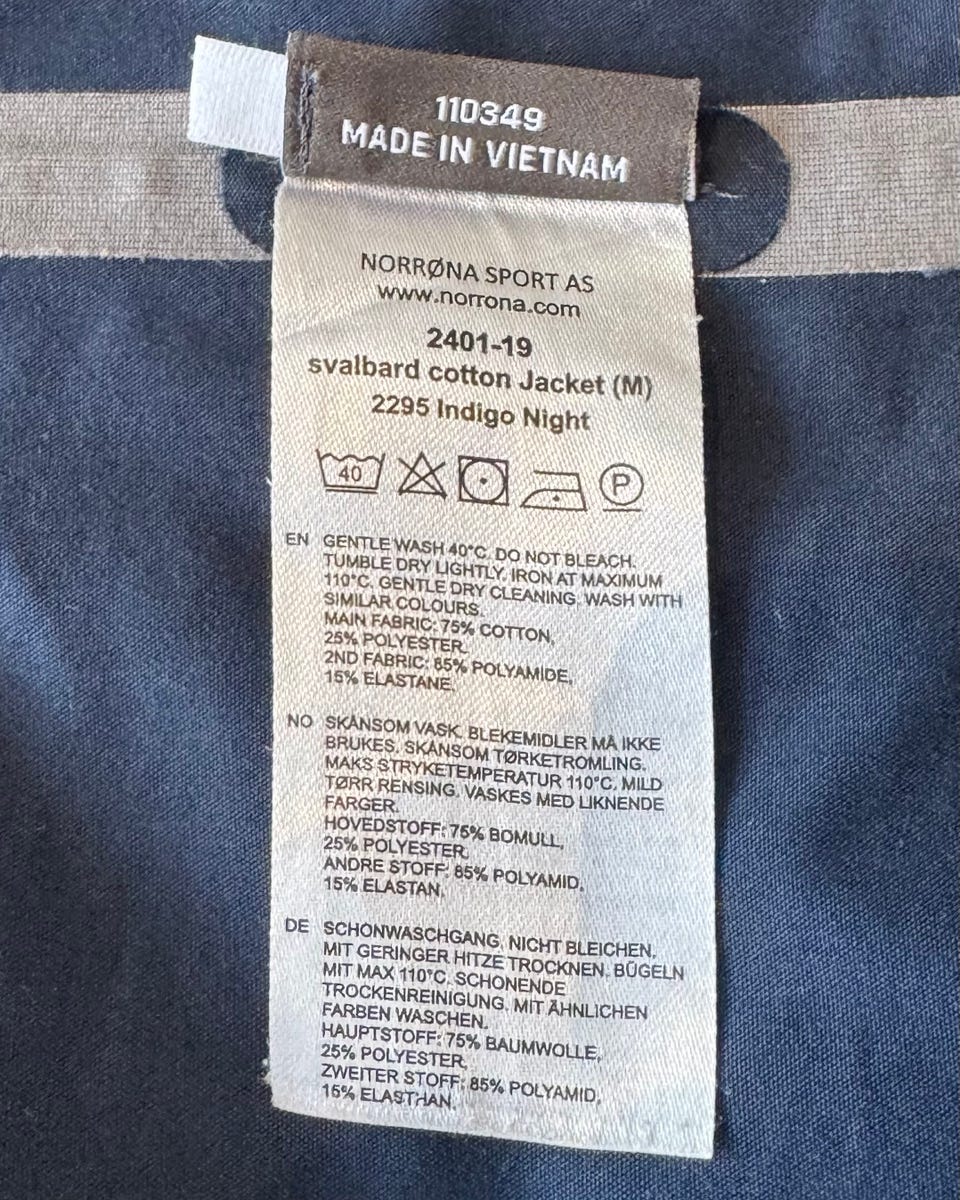 110349
MADE IN VIETNAM
NORRØNA SPORT AS
www.norrona.com
2401-19
svalbard cotton Jacket (M)
2295 Indigo Night
40 P
EN GENTLE WASH 40°C. DO NOT BLEACH.
TUMBLE DRY LIGHTLY. IRON AT MAXIMUM
110°C. GENTLE DRY CLEANING. WASH WITH
SIMILAR COLOURS.
MAIN FABRIC: 75% COTTON,
25% POLYESTER.
2ND FABRIC: 85% POLYAMIDE,
15% ELASTANE.
NO SKÅNSOM VASK. BLEKEMIDLER MÅ IKKE
BRUKES. SKÅNSOM TØRKETROMLING.
MAKS STRYKETEMPERATUR 110°C. MILD
TØRR RENSING. VASKES MED LIKNENDE
FARGER.
HOVEDSTOFF: 75% BOMULL,
25% POLYESTER.
ANDRE STOFF: 85% POLYAMID,
15% ELASTAN.
DE SCHONWASCHGANG. NICHT BLEICHEN.
MIT GERINGER HITZE TROCKNEN. BÜGELN
MIT MAX 110°C. SCHONENDE
TROCKENREINIGUNG. MIT ÄHNLICHEN
FARBEN WASCHEN.
HAUPTSTOFF: 75% BAUMWOLLE,
25% POLYESTER.
ZWEITER STOFF: 85% POLYAMID,
15% ELASTHAN.